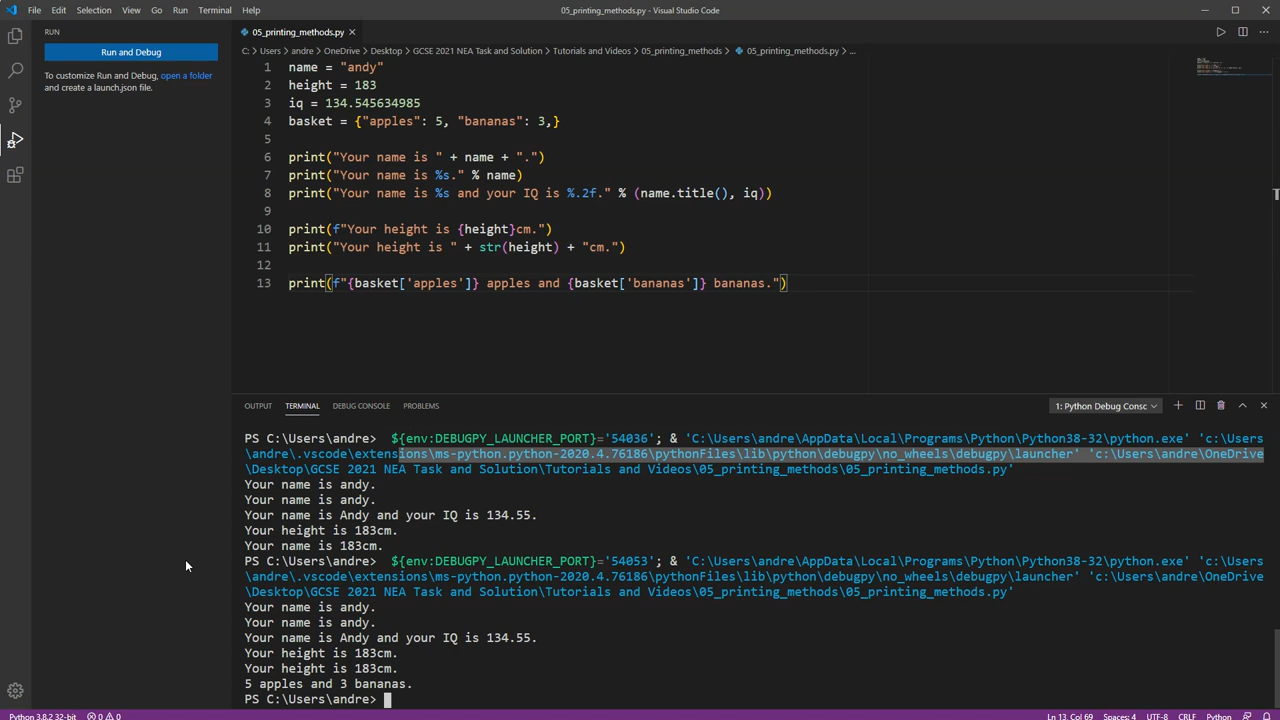 File Edit Selection View Go Run Terminal Help 05_printing_methods.py - Visual Studio Code
RUN
05_printing_methods.py
Run and Debug
C: > Users > andre > OneDrive > Desktop > GCSE 2021 NEA Task and Solution > Tutorials and Videos > 05_printing_methods > 05_printing_methods.py > ...
To customize Run and Debug, open a folder
and create a launch.json file.
1 name = "andy"
2 height = 183
3 iq = 134.545634985
4 basket = {"apples": 5, "bananas": 3,}
5
6 print("Your name is " + name + ".")
7 print("Your name is %s." % name)
8 print("Your name is %s and your IQ is %.2f." % (name.title(), iq))
9
10 print(f"Your height is {height}cm.")
11 print("Your height is " + str(height) + "cm.")
12
13 print(f"{basket['apples']} apples and {basket['bananas']} bananas.")
OUTPUT TERMINAL DEBUG CONSOLE PROBLEMS 1: Python Debug Consc
PS C:\Users\andre> ${env:DEBUGPY_LAUNCHER_PORT}='54036'; & 'C:\Users\andre\AppData\Local\Programs\Python\Python38-32\python.exe' 'c:\Users
\andre\.vscode\extensions\ms-python.python-2020.4.76186\pythonFiles\lib\python\debugpy\no_wheels\debugpy\launcher' 'c:\Users\andre\OneDrive
\Desktop\GCSE 2021 NEA Task and Solution\Tutorials and Videos\05_printing_methods\05_printing_methods.py'
Your name is andy.
Your name is andy.
Your name is Andy and your IQ is 134.55.
Your height is 183cm.
Your name is 183cm.
PS C:\Users\andre> ${env:DEBUGPY_LAUNCHER_PORT}='54053'; & 'C:\Users\andre\AppData\Local\Programs\Python\Python38-32\python.exe' 'c:\Users
\andre\.vscode\extensions\ms-python.python-2020.4.76186\pythonFiles\lib\python\debugpy\no_wheels\debugpy\launcher' 'c:\Users\andre\OneDrive
\Desktop\GCSE 2021 NEA Task and Solution\Tutorials and Videos\05_printing_methods\05_printing_methods.py'
Your name is andy.
Your name is andy.
Your name is Andy and your IQ is 134.55.
Your height is 183cm.
Your height is 183cm.
5 apples and 3 bananas.
PS C:\Users\andre>
Python 3.8.2 32-bit 0 0 Ln 13, Col 69 Spaces: 4 UTF-8 CRLF Python